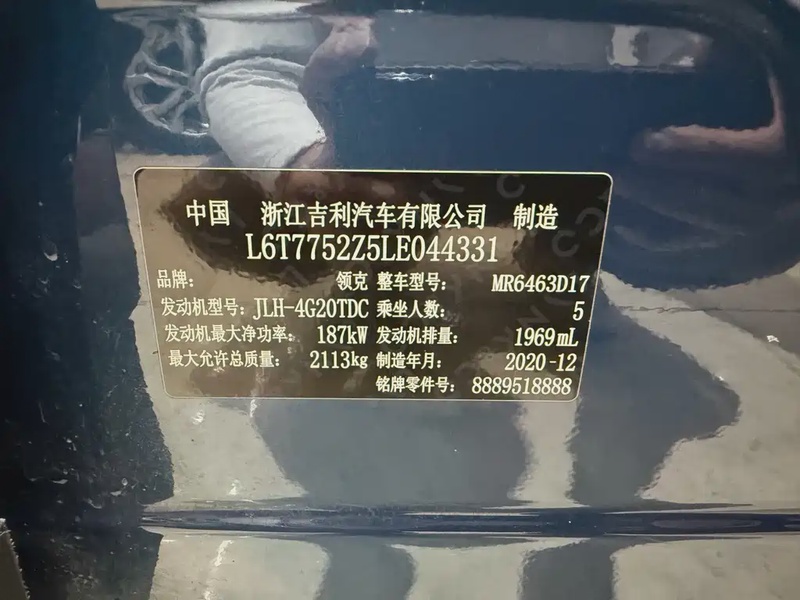 中国 浙江吉利汽车有限公司 制造
L6T7752Z5LE044331
品牌: 领克 整车型号: MR6463D17
发动机型号: JLH-4G20TDC 乘坐人数: 5
发动机最大净功率: 187kW 发动机排量: 1969mL
最大允许总质量: 2113kg 制造年月: 2020-12
铭牌零件号: 8889518888